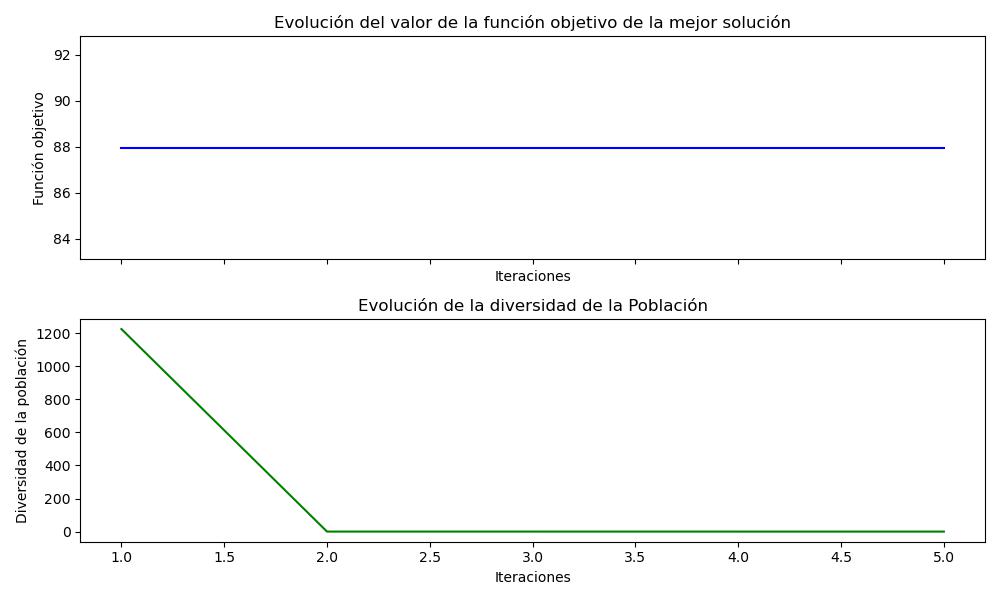 Evolución del valor de la función objetivo de la mejor solución
92
90
88
86
84
Función objetivo
Iteraciones
Evolución de la diversidad de la Población
1200
1000
800
600
400
200
0
Diversidad de la población
1.0 1.5 2.0 2.5 3.0 3.5 4.0 4.5 5.0
Iteraciones